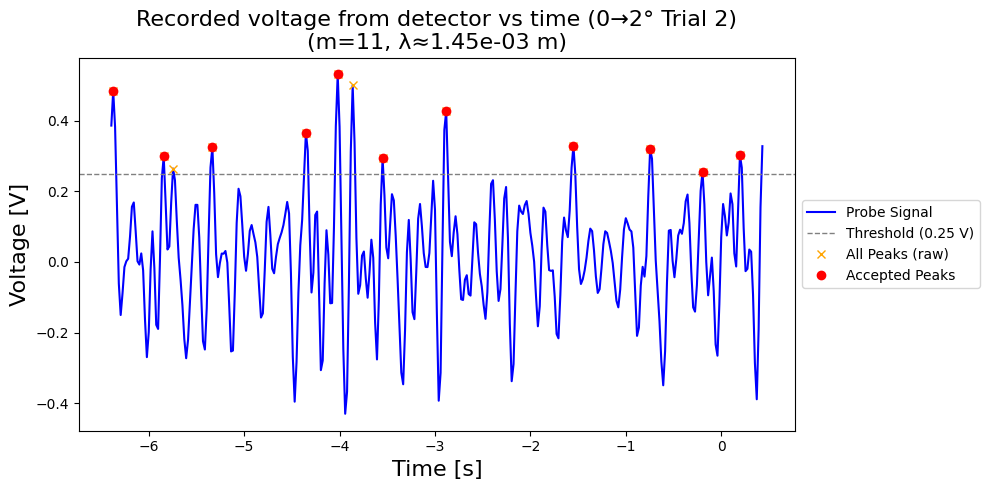 Recorded voltage from detector vs time (0→2° Trial 2)
(m=11, λ≈1.45e-03 m)
Voltage [V]
0.4
0.2
0.0
−0.2
−0.4
−6
−5
−4
−3
−2
−1
0
Time [s]
Probe Signal
Threshold (0.25 V)
All Peaks (raw)
Accepted Peaks